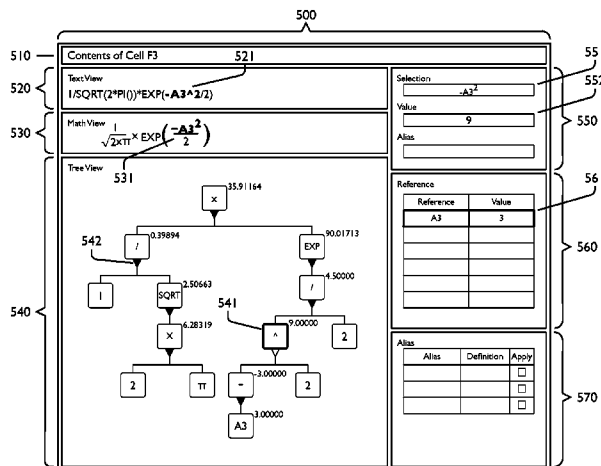 500
510
Contents of Cell F3
520
Text View
521
1/SQRT(2*PI())*EXP(-A3^2/2)
530
Math View
1
√2×π × EXP(-A3²
2)
531
Selection
55
-A3²
Value
552
9
Alias
550
540
Tree View
35.91164
×
542
/
0.39894
EXP
90.01713
1
SQRT
2.50663
/
4.50000
541
×
6.28319
^
9.00000
2
2
π
-
-3.00000
2
A3
3.00000
Reference
56
Reference Value
A3 3
560
Alias
Alias Definition Apply
570